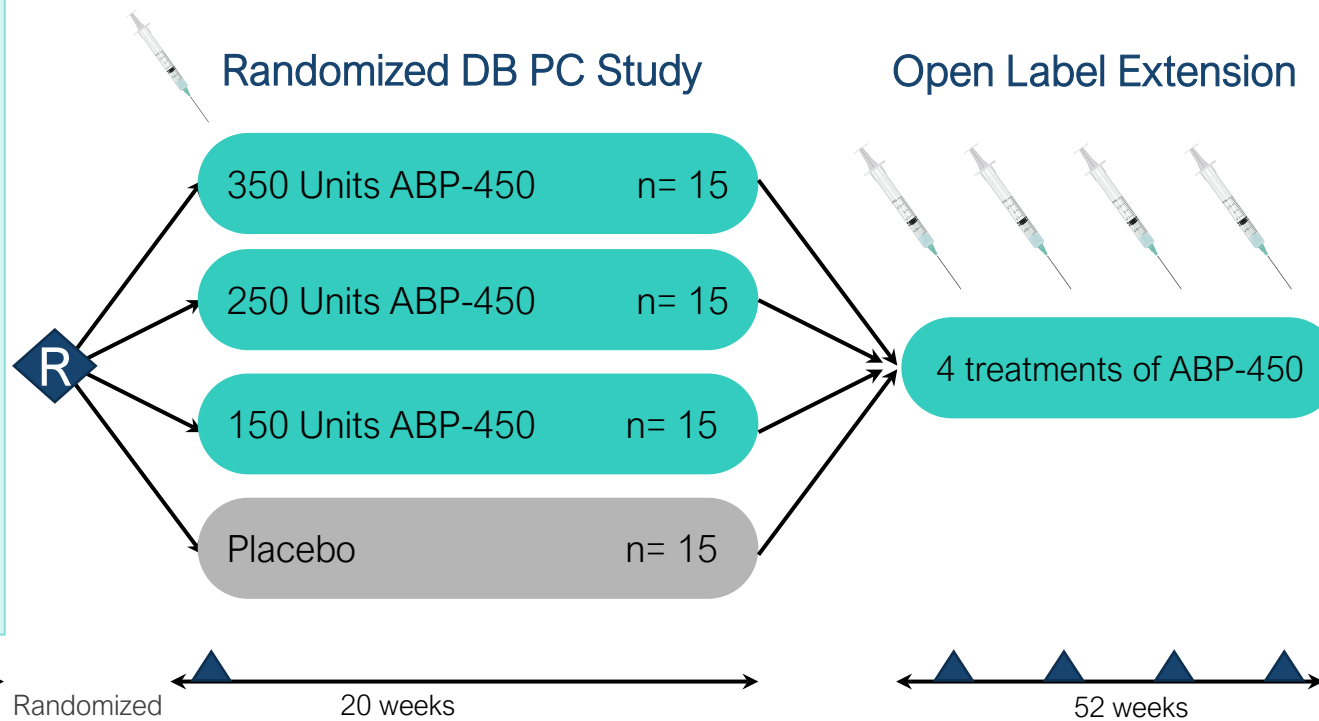 Randomized DB PC Study
Open Label Extension
350 Units ABP-450 n= 15
250 Units ABP-450 n= 15
R
4 treatments of ABP-450
150 Units ABP-450 n= 15
Placebo n= 15
Randomized
20 weeks
52 weeks